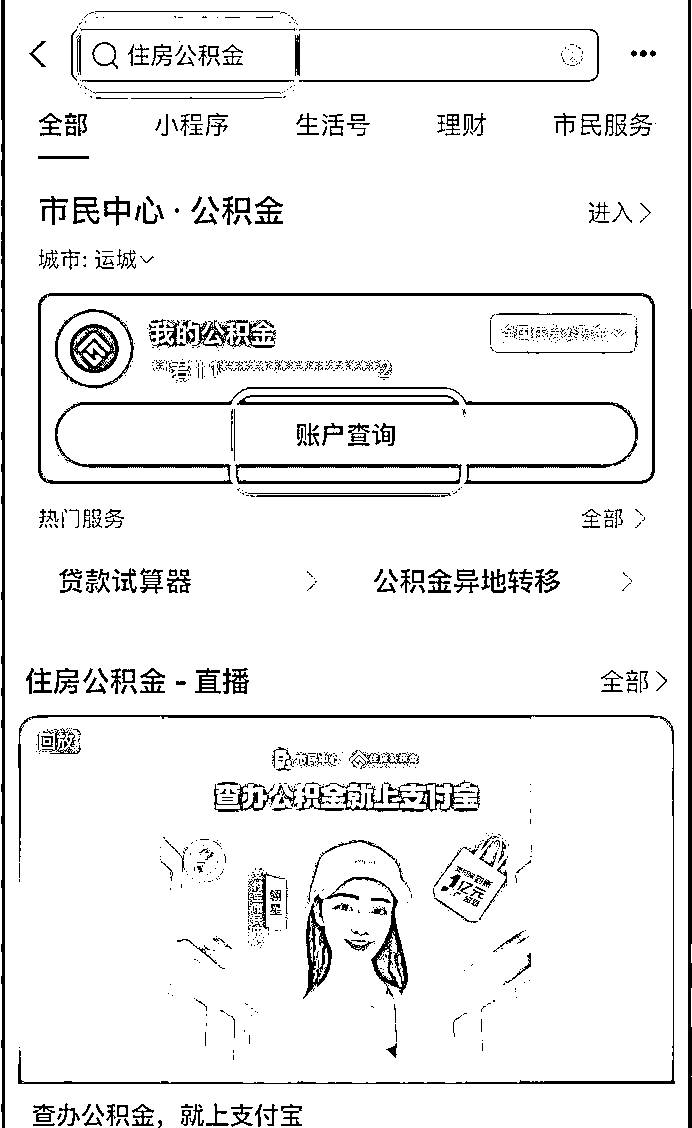 住房公积金
全部 小程序 生活号 理财 市民服务
市民中心·公积金 进入
城市: 运城
我的公积金
账户查询
热门服务 全部
贷款试算器 公积金异地转移
住房公积金 - 直播 全部
回放
查办公积金就上支付宝
1亿元
查办公积金，就上支付宝